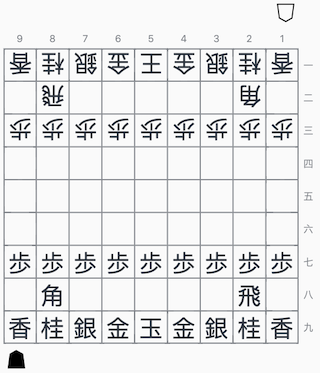 9 8 7 6 5 4 3 2 1
香 桂 銀 金 王 金 銀 桂 香 一
飛 角 二
歩 歩 歩 歩 歩 歩 歩 歩 歩 三
四
五
六
歩 歩 歩 歩 歩 歩 歩 歩 歩 七
角 飛 八
香 桂 銀 金 玉 金 銀 桂 香 九